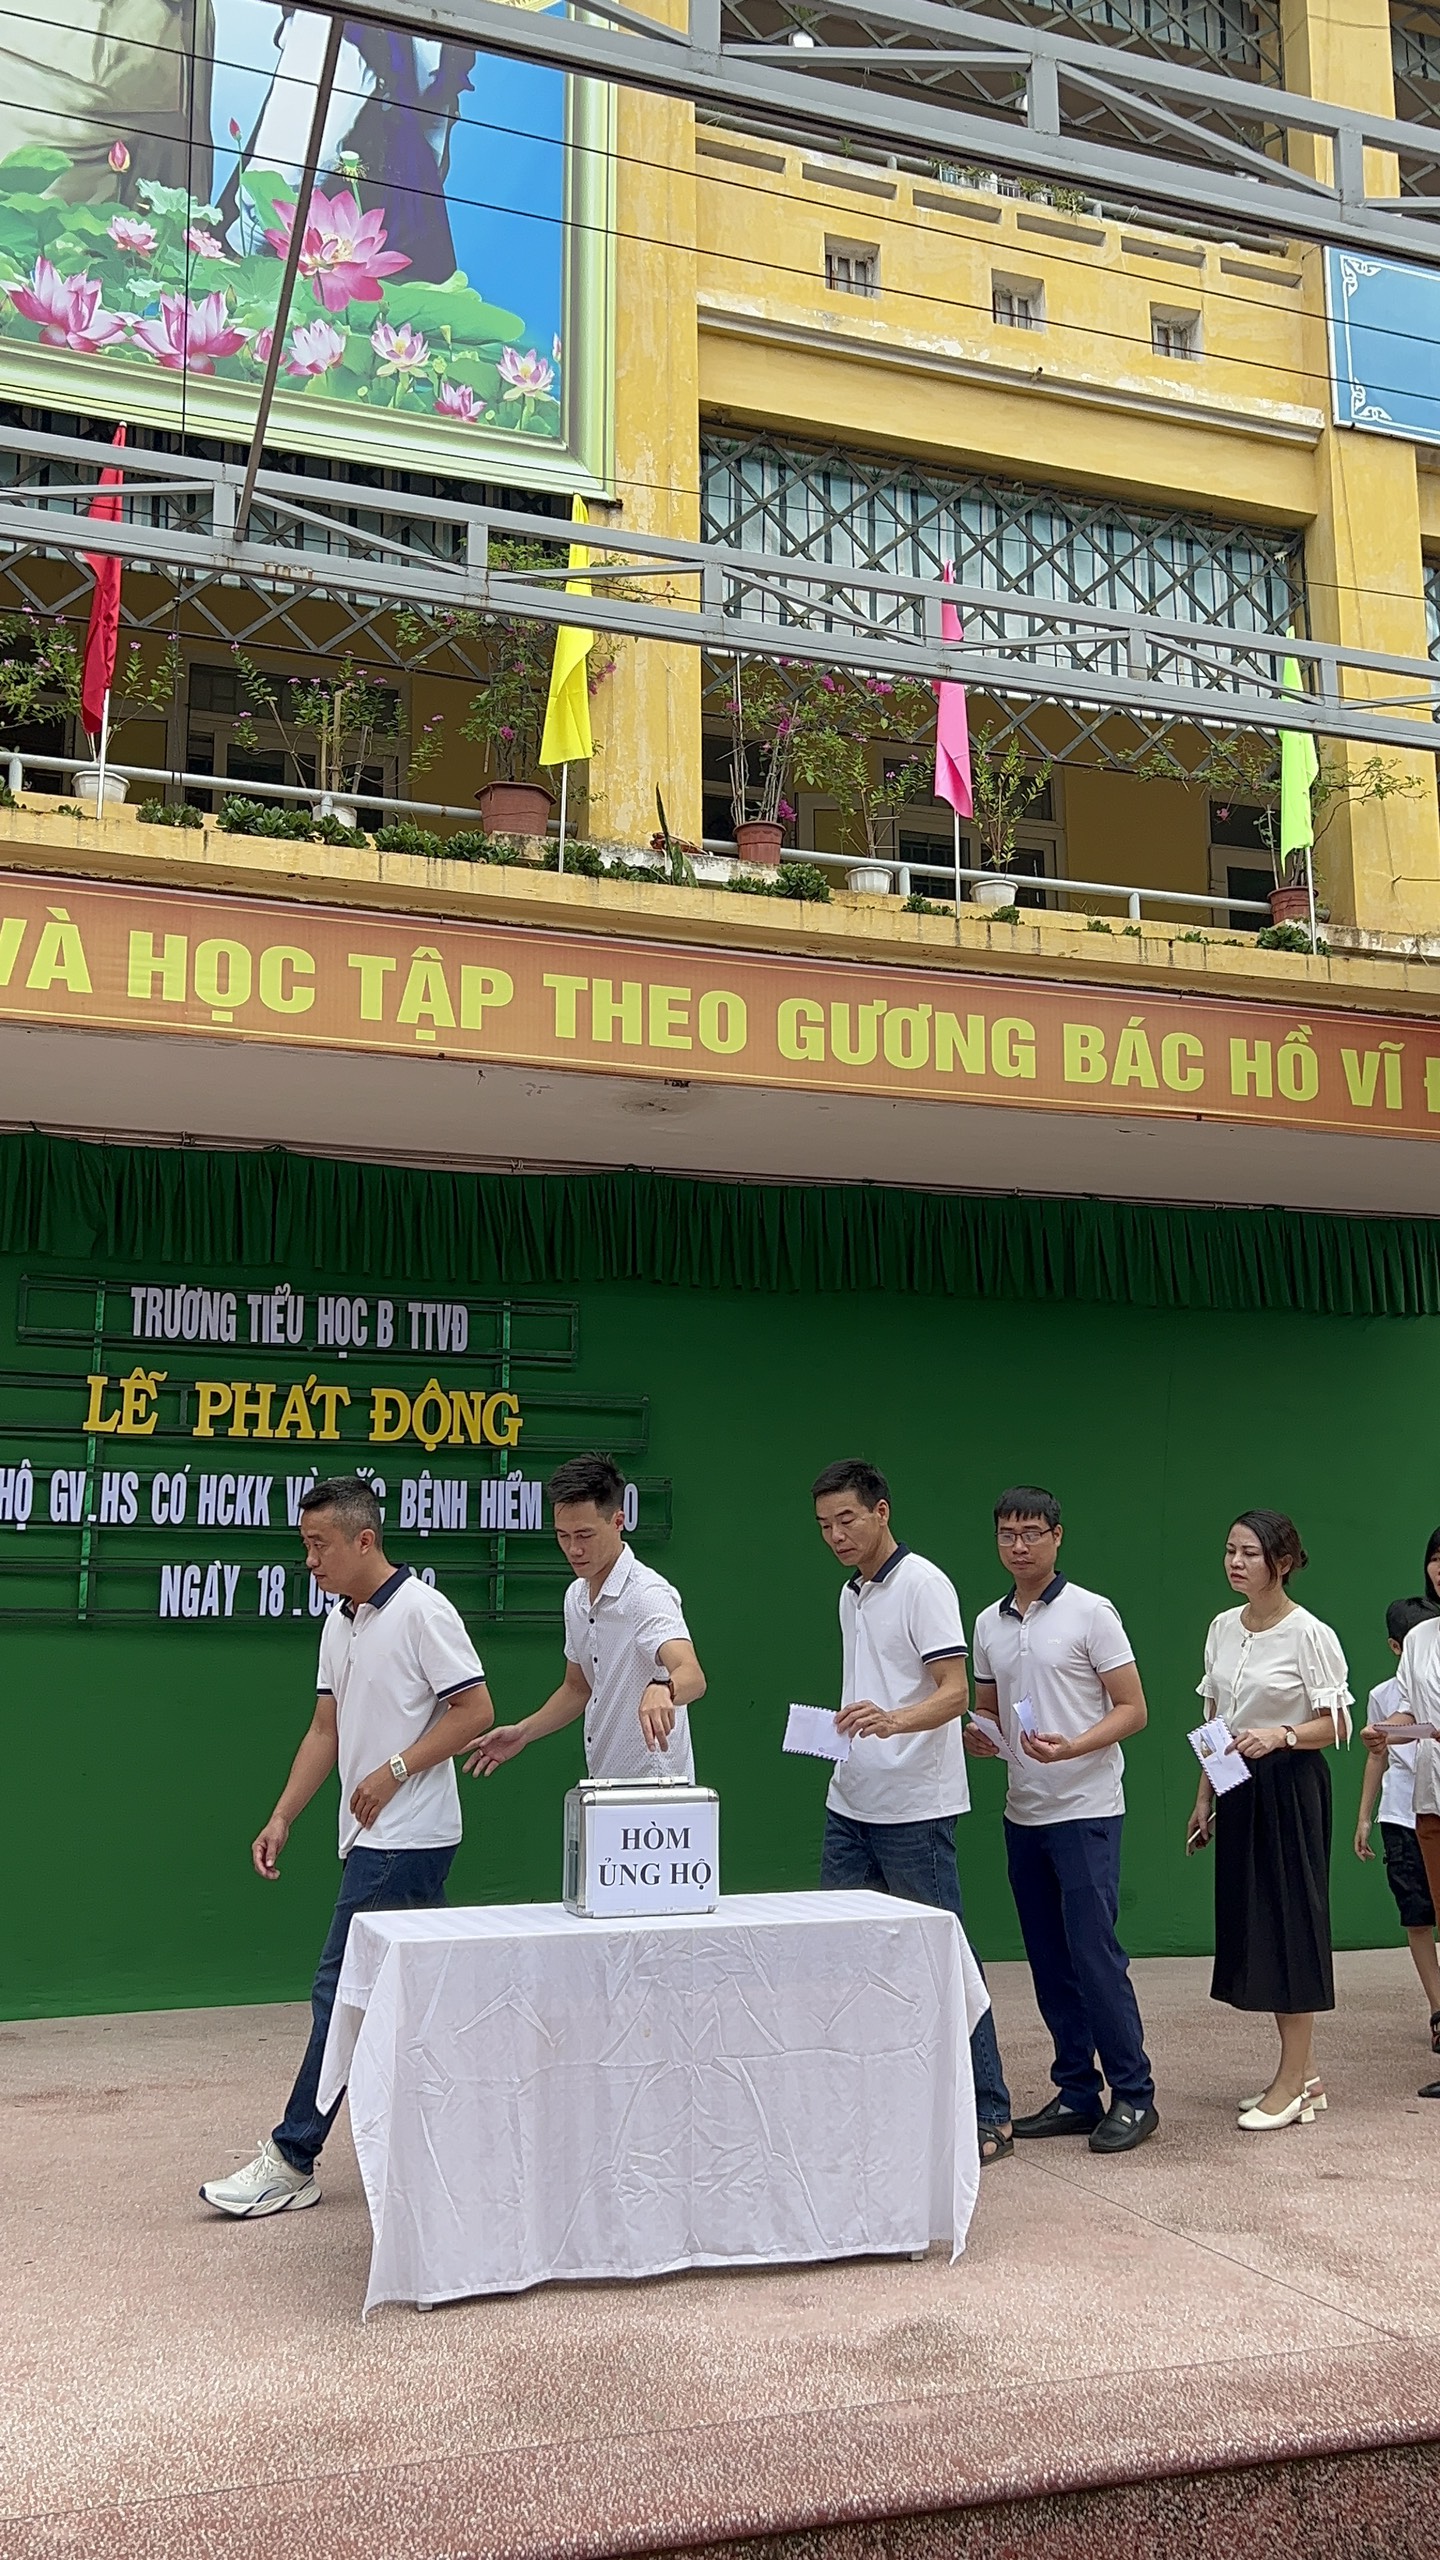 VÀ HỌC TẬP THEO GƯƠNG BÁC HỒ VĨ
TRƯƠNG TIỂU HỌC B TTVĐ
LỄ PHÁT ĐỘNG
HỘ GV.HS CÓ HCKK VÀ BỆNH HIỂM
NGÀY 18.09
HÒM
ỦNG HỘ